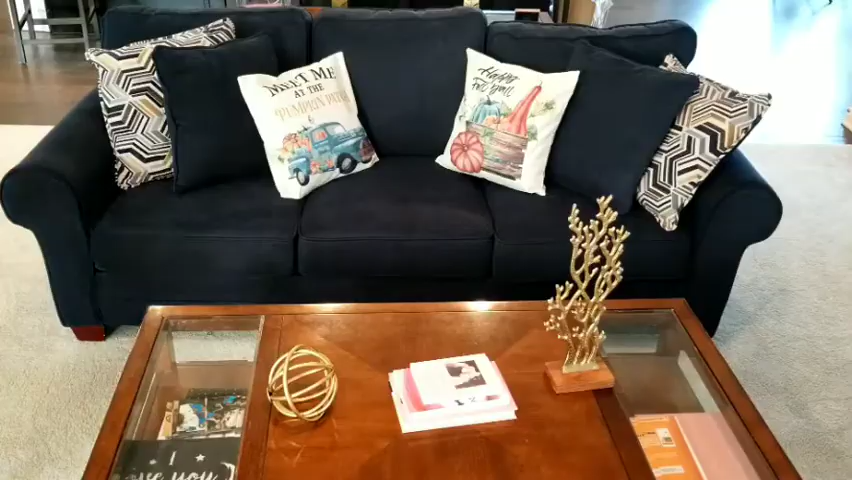 MEET ME
AT THE
PUMPKIN PATCH
Happy
Fall y'all
I
love you